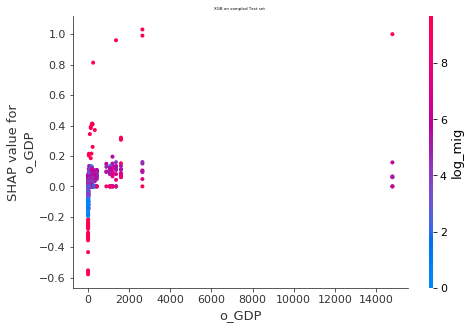 XGB on sampled Test set
1.0
0.8
0.6
0.4
0.2
0.0
−0.2
−0.4
−0.6
SHAP value for
o_GDP
0 2000 4000 6000 8000 10000 12000 14000
o_GDP
8
6
4
2
0
log_mig